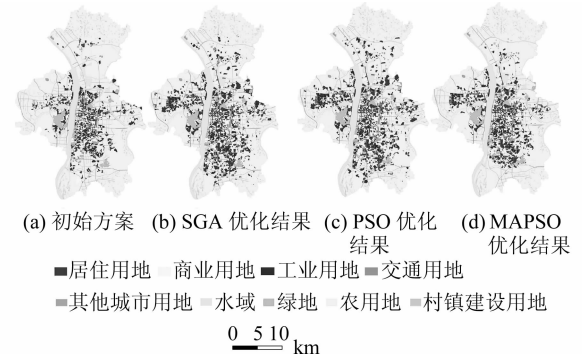 (a) 初始方案 (b) SGA 优化结果 (c) PSO 优化 (d) MAPSO
结果 优化结果
居住用地 商业用地 工业用地 交通用地
其他城市用地 水域 绿地 农用地 村镇建设用地
0 5 10
km